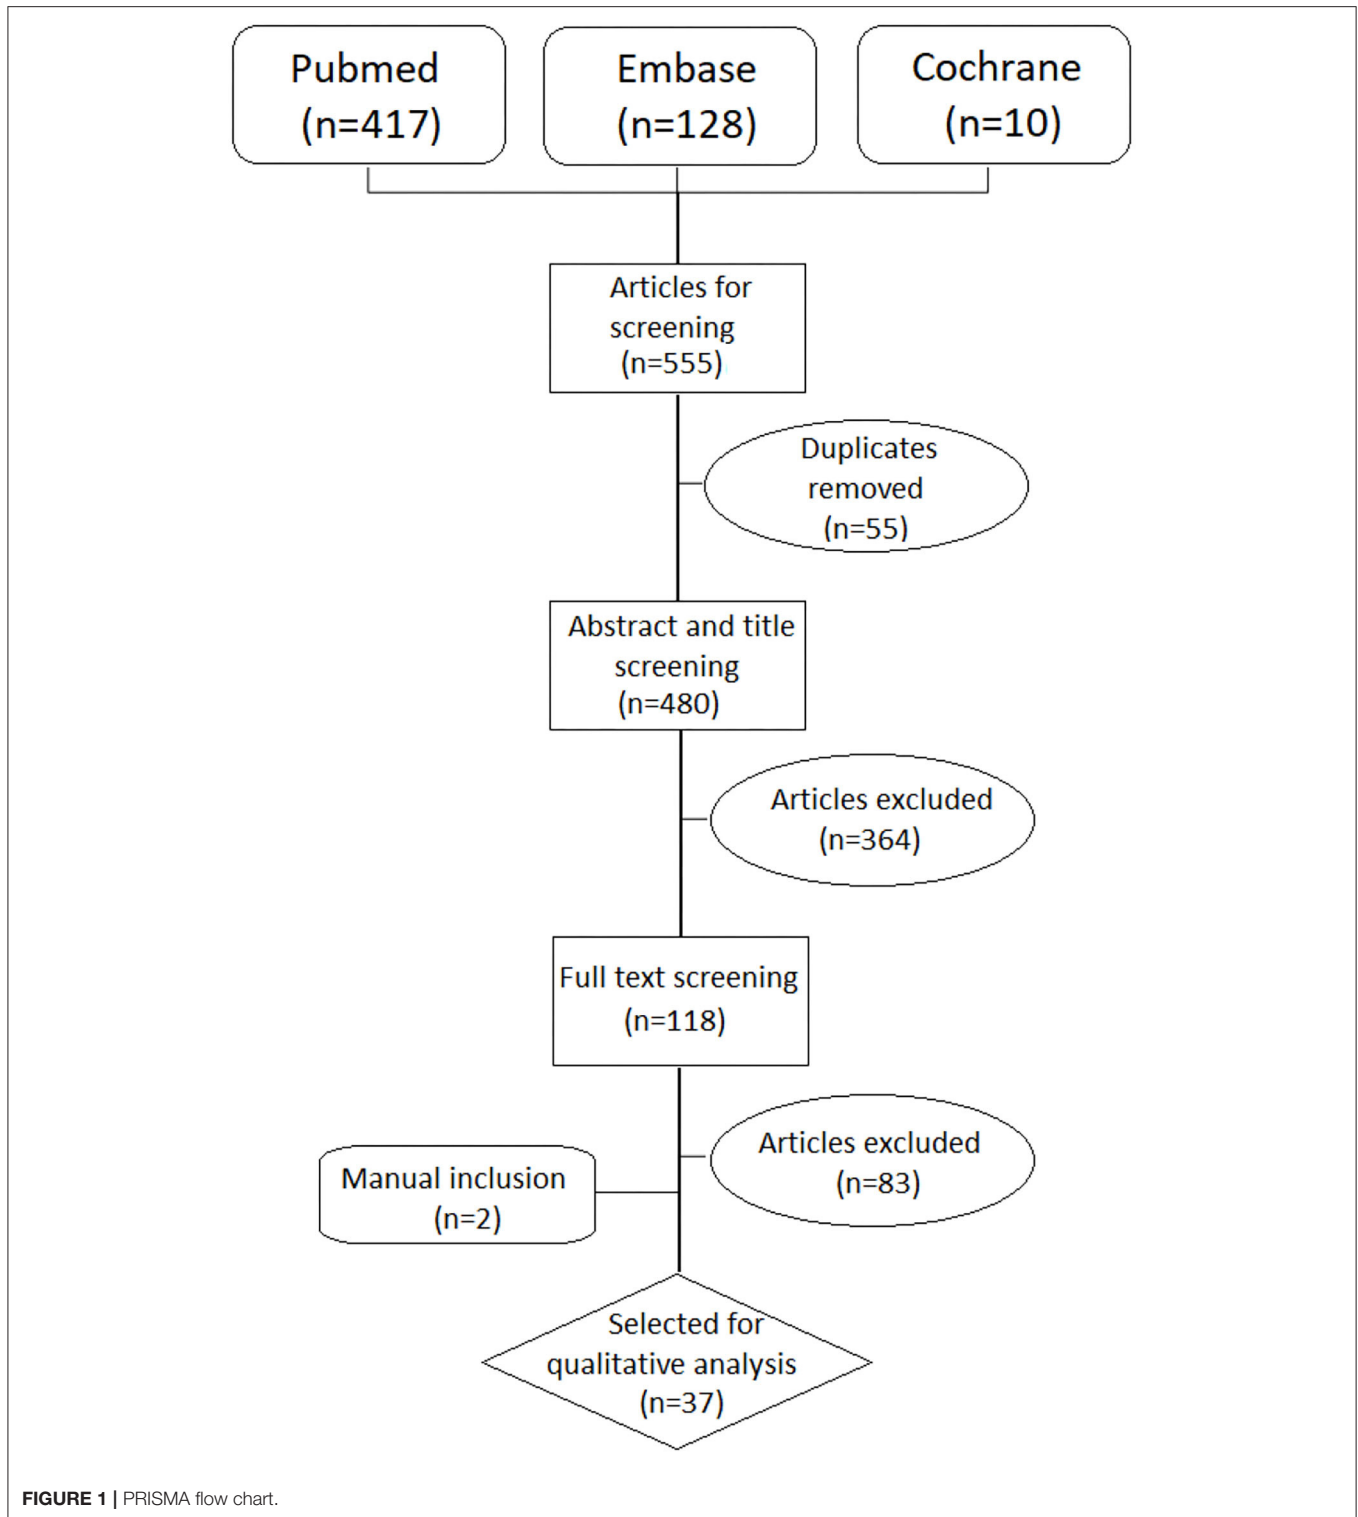 Pubmed
(n=417)
Embase
(n=128)
Cochrane
(n=10)
Articles for
screening
(n=555)
Duplicates
removed
(n=55)
Abstract and title
screening
(n=480)
Articles excluded
(n=364)
Full text screening
(n=118)
Articles excluded
(n=83)
Manual inclusion
(n=2)
Selected for
qualitative analysis
(n=37)
FIGURE 1 | PRISMA flow chart.